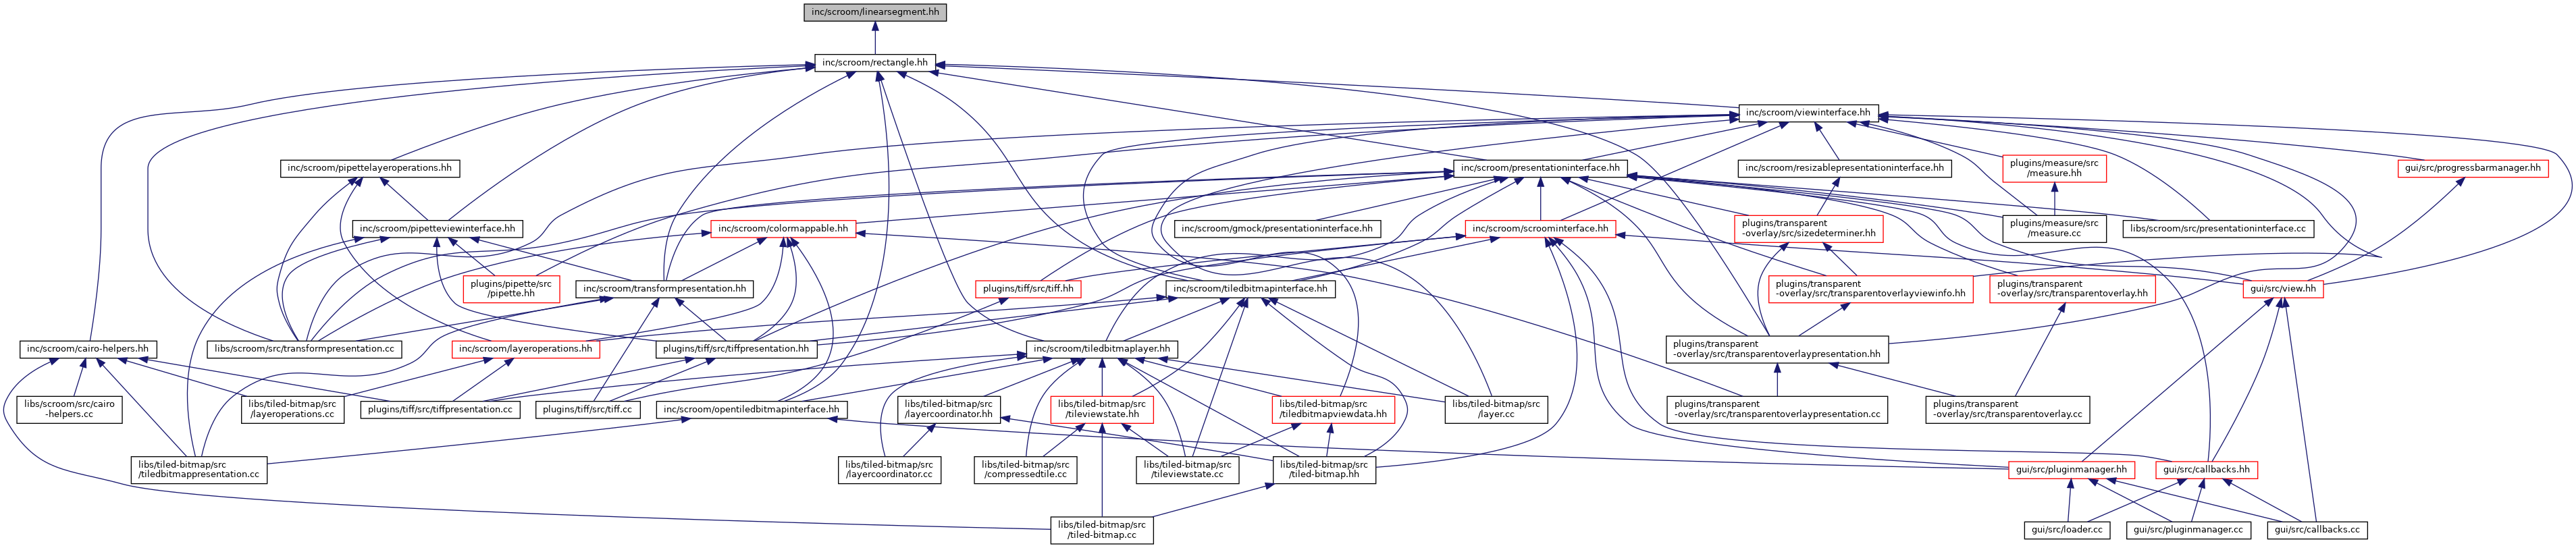 inc/scroom/linearsegment.hh
inc/scroom/rectangle.hh
inc/scroom/viewinterface.hh
inc/scroom/pipettelayeroperations.hh
inc/scroom/presentationinterface.hh
inc/scroom/resizablepresentationinterface.hh
plugins/measure/src
/measure.hh
gui/src/progressbarmanager.hh
inc/scroom/pipetteviewinterface.hh
inc/scroom/colormappable.hh
inc/scroom/gmock/presentationinterface.hh
inc/scroom/scroominterface.hh
plugins/transparent
-overlay/src/sizedeterminer.hh
plugins/measure/src
/measure.cc
libs/scroom/src/presentationinterface.cc
plugins/pipette/src
/pipette.hh
inc/scroom/transformpresentation.hh
plugins/tiff/src/tiff.hh
inc/scroom/tiledbitmapinterface.hh
plugins/transparent
-overlay/src/transparentoverlayviewinfo.hh
plugins/transparent
-overlay/src/transparentoverlay.hh
gui/src/view.hh
inc/scroom/cairo-helpers.hh
libs/scroom/src/transformpresentation.cc
inc/scroom/layeroperations.hh
plugins/tiff/src/tiffpresentation.hh
inc/scroom/tiledbitmaplayer.hh
plugins/transparent
-overlay/src/transparentoverlaypresentation.hh
libs/scroom/src/cairo
-helpers.cc
libs/tiled-bitmap/src
/layeroperations.cc
plugins/tiff/src/tiffpresentation.cc
plugins/tiff/src/tiff.cc
inc/scroom/opentiledbitmapinterface.hh
libs/tiled-bitmap/src
/layercoordinator.hh
libs/tiled-bitmap/src
/tileviewstate.hh
libs/tiled-bitmap/src
/tiledbitmapviewdata.hh
libs/tiled-bitmap/src
/layer.cc
plugins/transparent
-overlay/src/transparentoverlaypresentation.cc
plugins/transparent
-overlay/src/transparentoverlay.cc
libs/tiled-bitmap/src
/tiledbitmappresentation.cc
libs/tiled-bitmap/src
/layercoordinator.cc
libs/tiled-bitmap/src
/compressedtile.cc
libs/tiled-bitmap/src
/tileviewstate.cc
libs/tiled-bitmap/src
/tiled-bitmap.hh
gui/src/pluginmanager.hh
gui/src/callbacks.hh
libs/tiled-bitmap/src
/tiled-bitmap.cc
gui/src/loader.cc
gui/src/pluginmanager.cc
gui/src/callbacks.cc